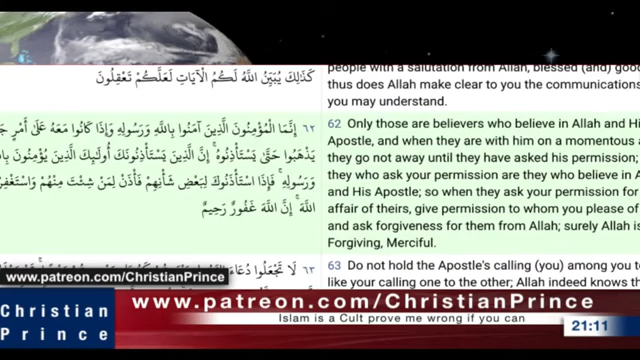 كَذَالِكَ يُبَيِّنُ اللَّهُ لَكُمُ الْآيَاتِ لَعَلَّكُمْ تَعْقِلُونَ
people with a salutation from Allah, blessed (and) good
thus does Allah make clear to you the communications
you may understand.
٦٢ إِنَّمَا الْمُؤْمِنُونَ الَّذِينَ آمَنُوا بِاللَّهِ وَرَسُولِهِ وَإِذَا كَانُوا مَعَهُ عَلَىٰ أَمْرٍ
يَذْهَبُوا حَتَّىٰ يَسْتَأْذِنُوهُ ۚ إِنَّ الَّذِينَ يَسْتَأْذِنُونَكَ أُولَٰئِكَ الَّذِينَ يُؤْمِنُونَ
وَرَسُولِهِ ۚ فَإِذَا اسْتَأْذَنُوكَ لِبَعْضِ شَأْنِهِمْ فَأْذَنْ لِمَنْ شِئْتَ مِنْهُمْ وَاسْتَغْفِرْ
اللَّهَ ۚ إِنَّ اللَّهَ غَفُورٌ رَحِيمٌ
62 Only those are believers who believe in Allah and Hi
Apostle, and when they are with him on a momentous a
they go not away until they have asked his permission;
they who ask your permission are they who believe in A
and His Apostle; so when they ask your permission for
affair of theirs, give permission to whom you please of
and ask forgiveness for them from Allah; surely Allah is
Forgiving, Merciful.
٦٣ لَا تَجْعَلُوا دُعَاءَ
63 Do not hold the Apostle's calling (you) among you to
like your calling one to the other; Allah indeed knows th
www.patreon.com/ChristianPrince
Christian
Prince
www.patreon.com/ChristianPrince
Islam is a Cult prove me wrong if you can
21:11